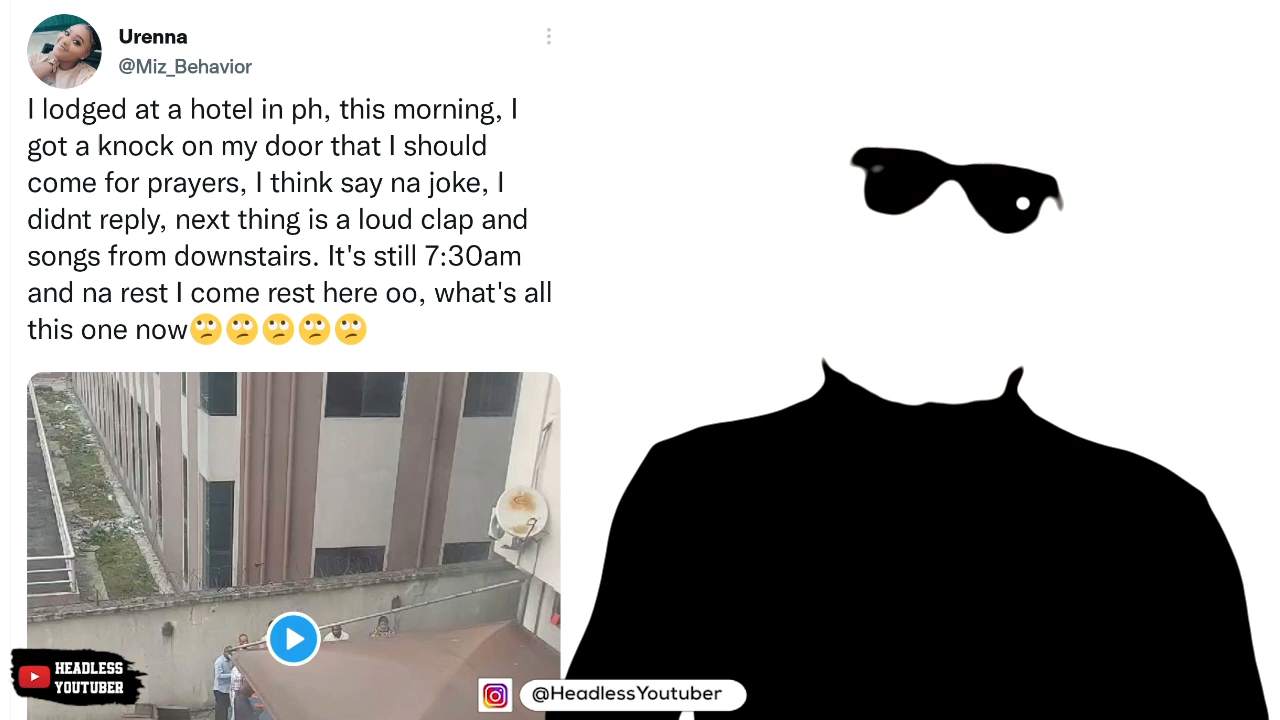 Urenna
@Miz_Behavior
I lodged at a hotel in ph, this morning, I
got a knock on my door that I should
come for prayers, I think say na joke, I
didnt reply, next thing is a loud clap and
songs from downstairs. It's still 7:30am
and na rest I come rest here oo, what's all
this one now🙄🙄🙄🙄🙄
HEADLESS
YOUTUBER
@HeadlessYoutuber